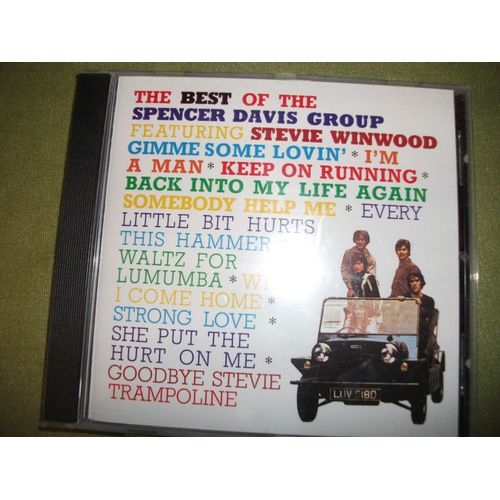 THE BEST OF THE
SPENCER DAVIS GROUP
FEATURING STEVIE WINWOOD
GIMME SOME LOVIN' * I'M
A MAN * KEEP ON RUNNING *
BACK INTO MY LIFE AGAIN
SOMEBODY HELP ME * EVERY
LITTLE BIT HURTS
THIS HAMMER
WALTZ FOR
LUMUMBA *
I COME HOME *
STRONG LOVE *
SHE PUT THE
HURT ON ME *
GOODBYE STEVIE
TRAMPOLINE